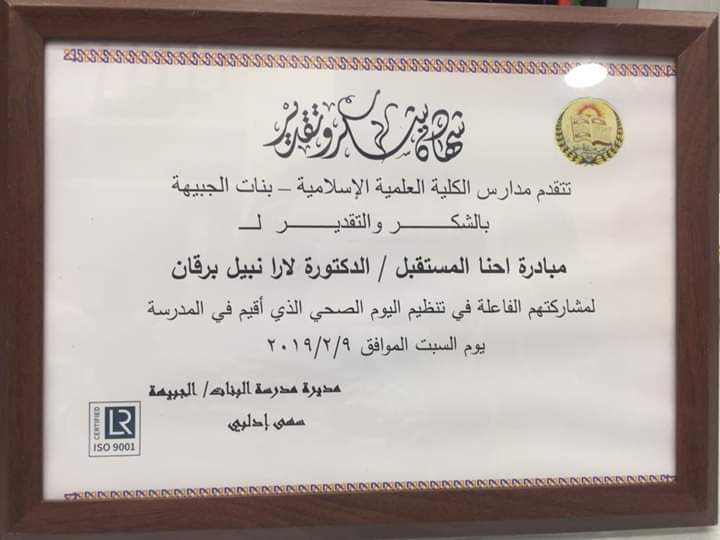 شهادة شكر وتقدير
تتقدم مدارس الكلية العلمية الإسلامية – بنات الجبيهة
بالشكر والتقدير لـ
مبادرة احنا المستقبل / الدكتورة لارا نبيل برقان
لمشاركتهم الفاعلة في تنظيم اليوم الصحي الذي أقيم في المدرسة
يوم السبت الموافق ٢٠١٩/٢/٩
مديرة مدرسة البنات/ الجبيهة
سهى إدلبي
CERTIFIED
LR
ISO 9001